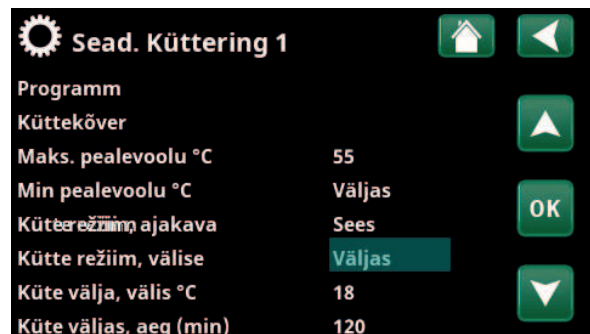 Sead. Küttering 1
Programm
Küttekõver
Maks. pealevoolu °C 55
Min pealevoolu °C Väljas
OK
Kütte režiim, ajakava Sees
Kütte režiim, välise Väljas
Küte välja, välis °C 18
Küte väljas, aeg (min) 120